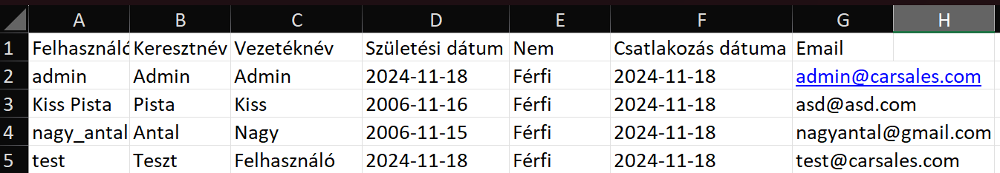 A B C D E F G H
1 Felhasználó Keresztnév Vezetéknév Születési dátum Nem Csatlakozás dátuma Email
2 admin Admin Admin 2024-11-18 Férfi 2024-11-18 admin@carsales.com
3 Kiss Pista Pista Kiss 2006-11-16 Férfi 2024-11-18 asd@asd.com
4 nagy_antal Antal Nagy 2006-11-15 Férfi 2024-11-18 nagyantal@gmail.com
5 test Teszt Felhasználó 2024-11-18 Férfi 2024-11-18 test@carsales.com